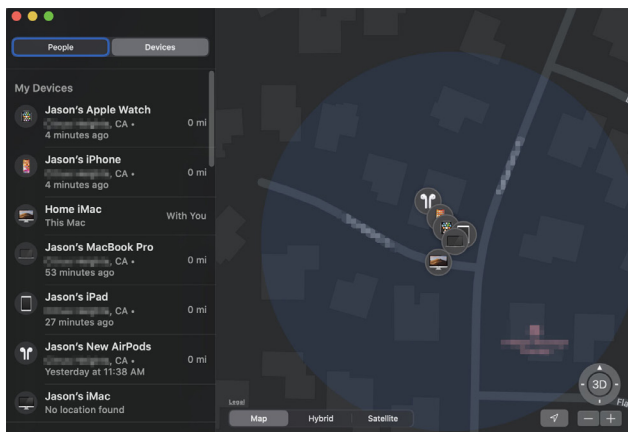 People
Devices
My Devices
Jason's Apple Watch
, CA •
0 mi
4 minutes ago
Jason's iPhone
, CA •
0 mi
4 minutes ago
Home iMac
With You
This Mac
Jason's MacBook Pro
, CA •
0 mi
53 minutes ago
Jason's iPad
, CA •
0 mi
27 minutes ago
Jason's New AirPods
, CA •
0 mi
Yesterday at 11:38 AM
Jason's iMac
No location found
Legal
Map
Hybrid
Satellite
3D
Fla